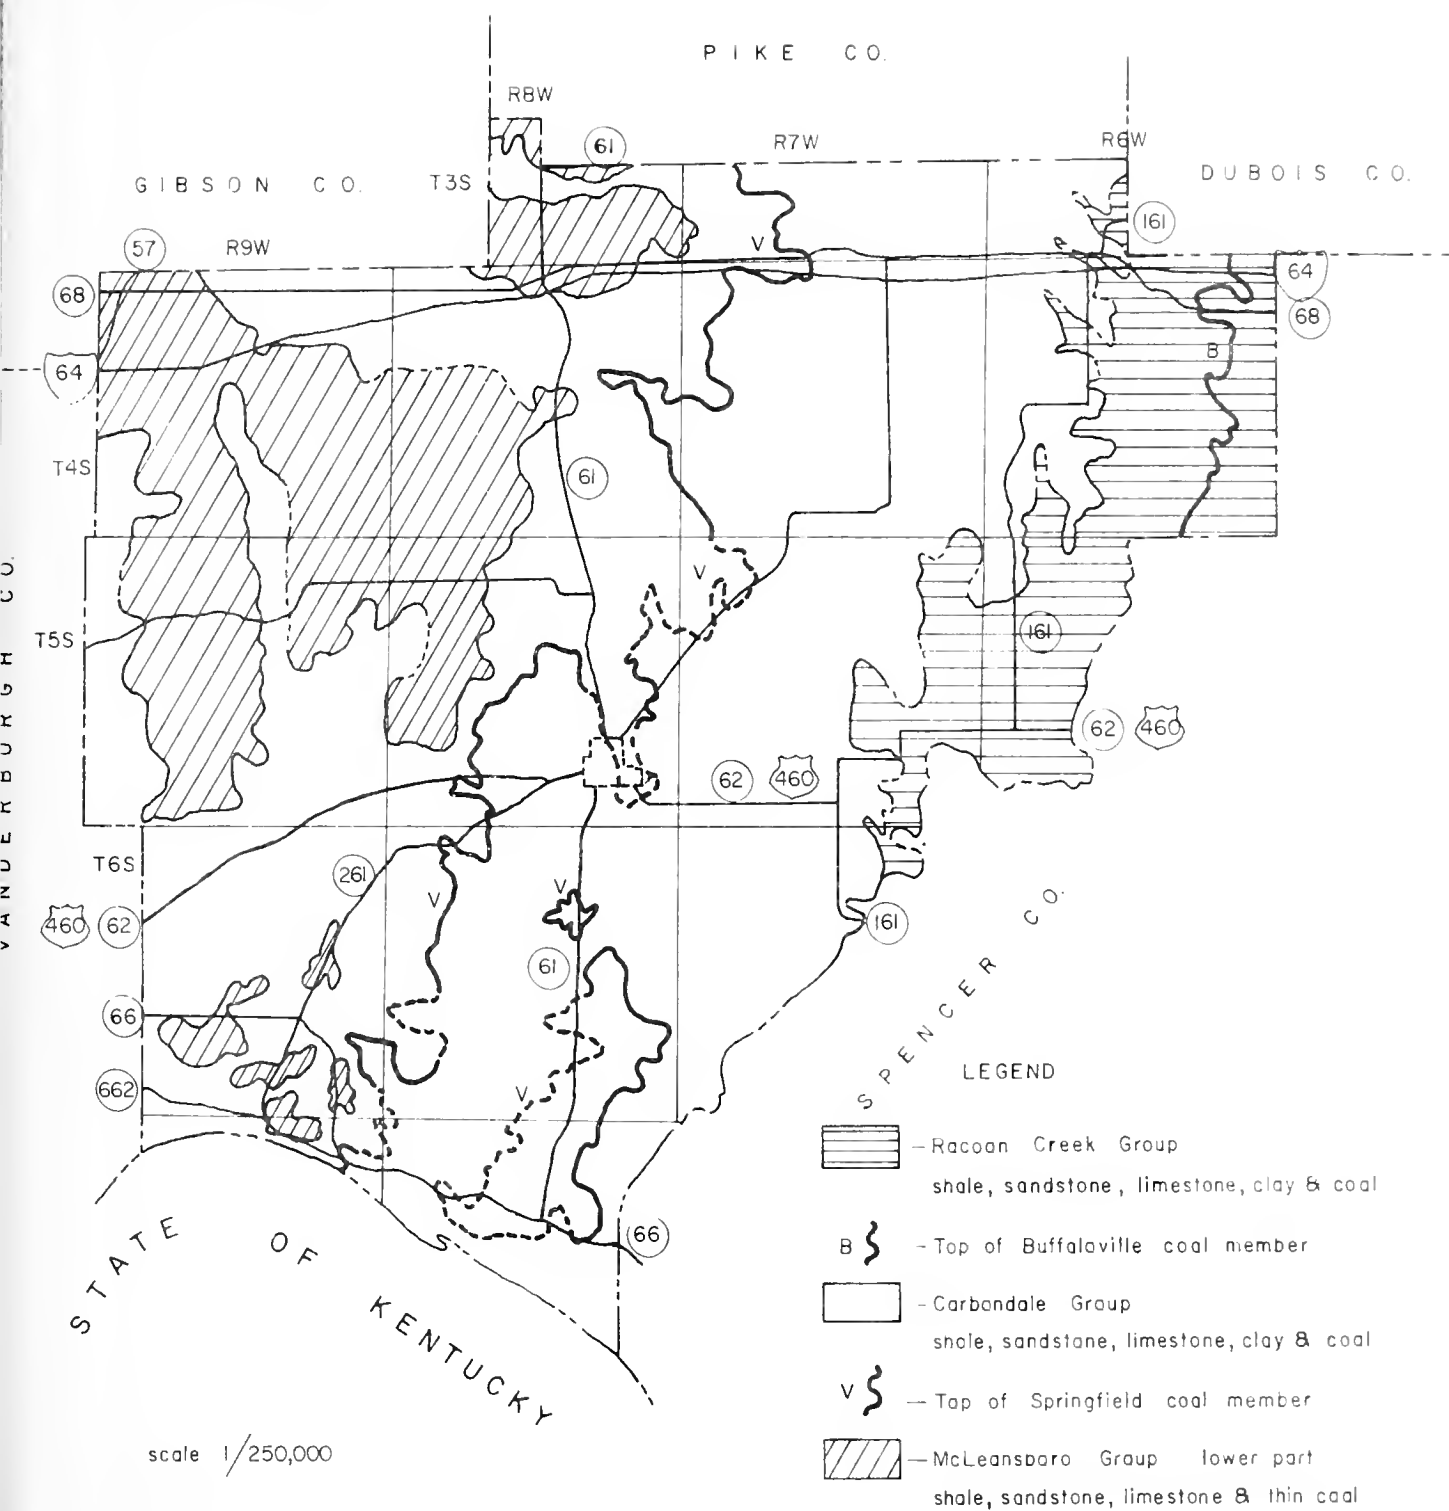 PIKE CO.
R8W
61
R7W
R6W
GIBSON CO.
T3S
DUBOIS CO.
161
57
R9W
V
68
64
64
68
B
T4S
61
V
T5S
161
VANDERBURGH CO.
62 460
62 460
T6S
261
V
V
460 62
161
61
SPENCER CO.
66
662
V
66
STATE OF KENTUCKY
LEGEND
– Racoon Creek Group
shale, sandstone, limestone, clay & coal
B – Top of Buffaloville coal member
– Carbondale Group
shale, sandstone, limestone, clay & coal
V – Top of Springfield coal member
– McLeansboro Group lower part
shale, sandstone, limestone & thin coal
scale 1/250,000